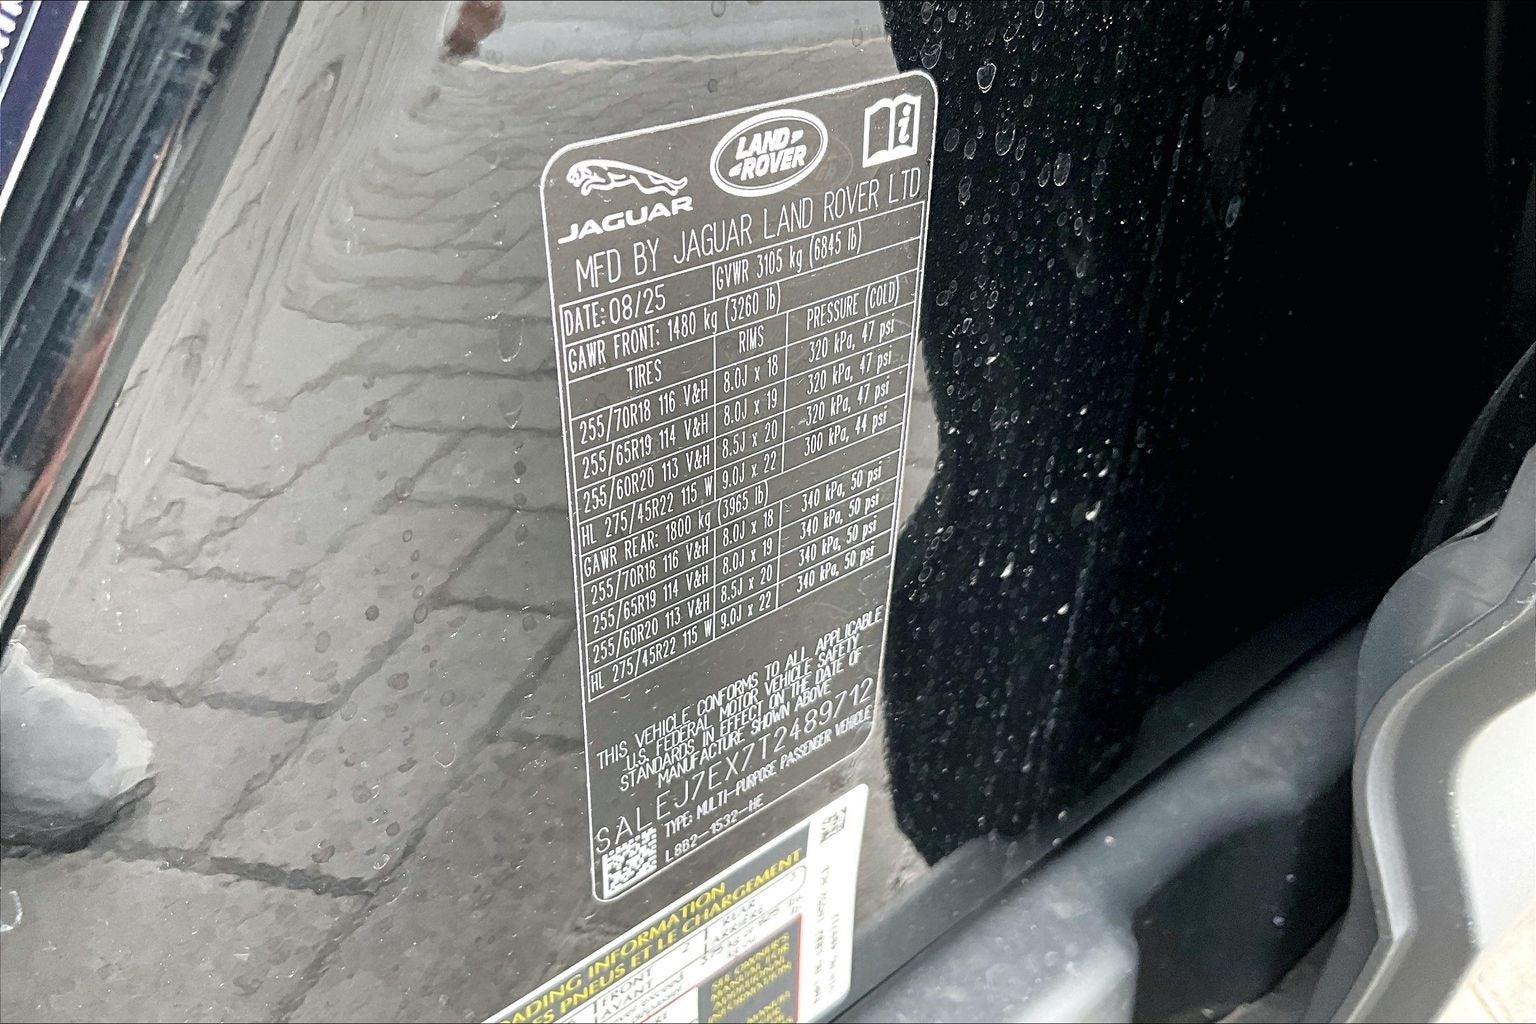 JAGUAR
LAND ROVER
MFD BY JAGUAR LAND ROVER LTD
DATE: 08/25 GVWR 3105 kg (6845 lb)
GAWR FRONT: 1480 kg (3260 lb)
TIRES RIMS PRESSURE (COLD)
255/70R18 116 V&H 8.0J x 18 320 kPa, 47 psi
255/65R19 114 V&H 8.0J x 19 320 kPa, 47 psi
255/60R20 113 V&H 8.5J x 20 320 kPa, 47 psi
HL 275/45R22 115 W 9.0J x 22 300 kPa, 44 psi
GAWR REAR: 1800 kg (3965 lb)
255/70R18 116 V&H 8.0J x 18 340 kPa, 50 psi
255/65R19 114 V&H 8.0J x 19 340 kPa, 50 psi
255/60R20 113 V&H 8.5J x 20 340 kPa, 50 psi
HL 275/45R22 115 W 9.0J x 22 340 kPa, 50 psi
THIS VEHICLE CONFORMS TO ALL APPLICABLE
U.S. FEDERAL MOTOR VEHICLE SAFETY
STANDARDS IN EFFECT ON THE DATE OF
MANUFACTURE SHOWN ABOVE
SALEJ7EX7T2489712
TYPE: MULTI-PURPOSE PASSENGER VEHICLE
L8B2-1532-HE
LOADING INFORMATION
PNEUS ET LE CHARGEMENT
FRONT
AVANT
REAR
ARRIÈRE
SEE OWNER'S
MANUAL FOR
ADDITIONAL
INFORMATION